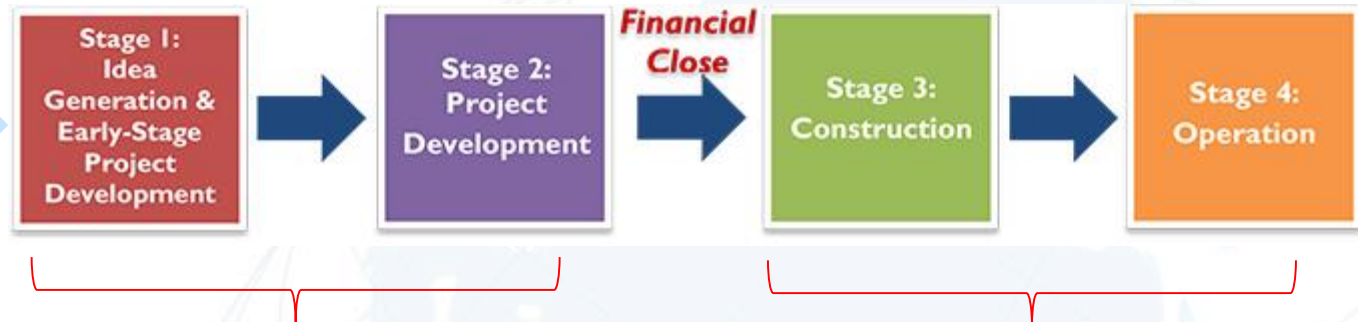 Stage 1:
Idea
Generation &
Early-Stage
Project
Development
Stage 2:
Project
Development
Financial
Close
Stage 3:
Construction
Stage 4:
Operation